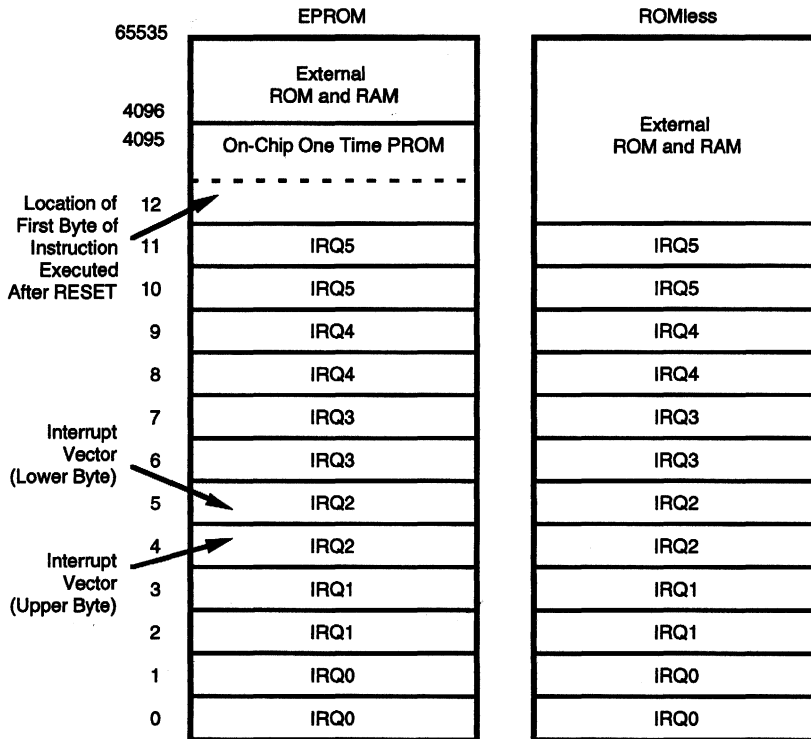 EPROM
ROMless
65535
External
ROM and RAM
4096
4095
On-Chip One Time PROM
External
ROM and RAM
Location of
First Byte of
Instruction
Executed
After RESET
12
11
IRQ5
IRQ5
10
IRQ5
IRQ5
9
IRQ4
IRQ4
8
IRQ4
IRQ4
7
IRQ3
IRQ3
Interrupt
Vector
(Lower Byte)
6
IRQ3
IRQ3
5
IRQ2
IRQ2
4
IRQ2
IRQ2
Interrupt
Vector
(Upper Byte)
3
IRQ1
IRQ1
2
IRQ1
IRQ1
1
IRQ0
IRQ0
0
IRQ0
IRQ0